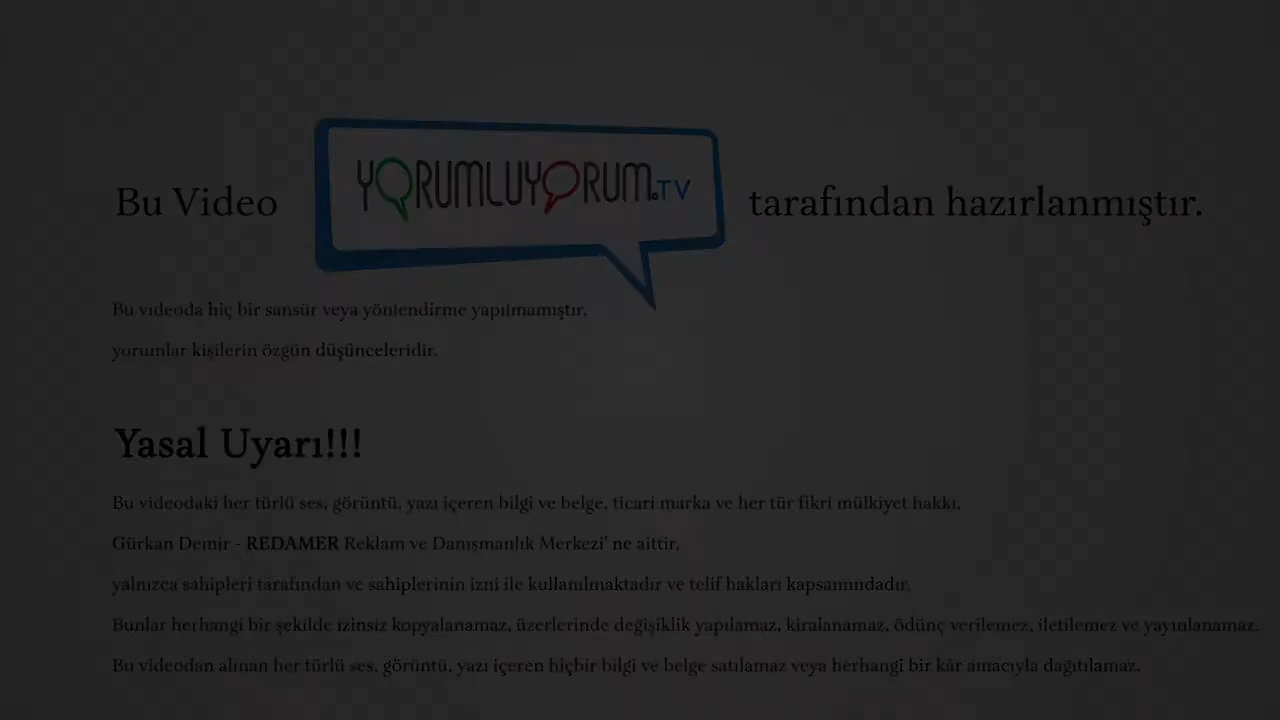 Bu Video YORUMLUYORUM.TV tarafından hazırlanmıştır.
Bu videoda hiç bir sansür veya yönlendirme yapılmamıştır,
yorumlar kişilerin özgün düşünceleridir.
Yasal Uyarı!!!
Bu videodaki her türlü ses, görüntü, yazı içeren bilgi ve belge, ticari marka ve her tür fikri mülkiyet hakkı,
Gürkan Demir - REDAMER Reklam ve Danışmanlık Merkezi' ne aittir,
yalnızca sahipleri tarafından ve sahiplerinin izni ile kullanılmaktadır ve telif hakları kapsamındadır.
Bunlar herhangi bir şekilde izinsiz kopyalanamaz, üzerlerinde değişiklik yapılamaz, kiralanamaz, ödünç verilemez, iletilemez ve yayınlanamaz.
Bu videodan alınan her türlü ses, görüntü, yazı içeren hiçbir bilgi ve belge satılamaz veya herhangi bir kâr amacıyla dağıtılamaz.